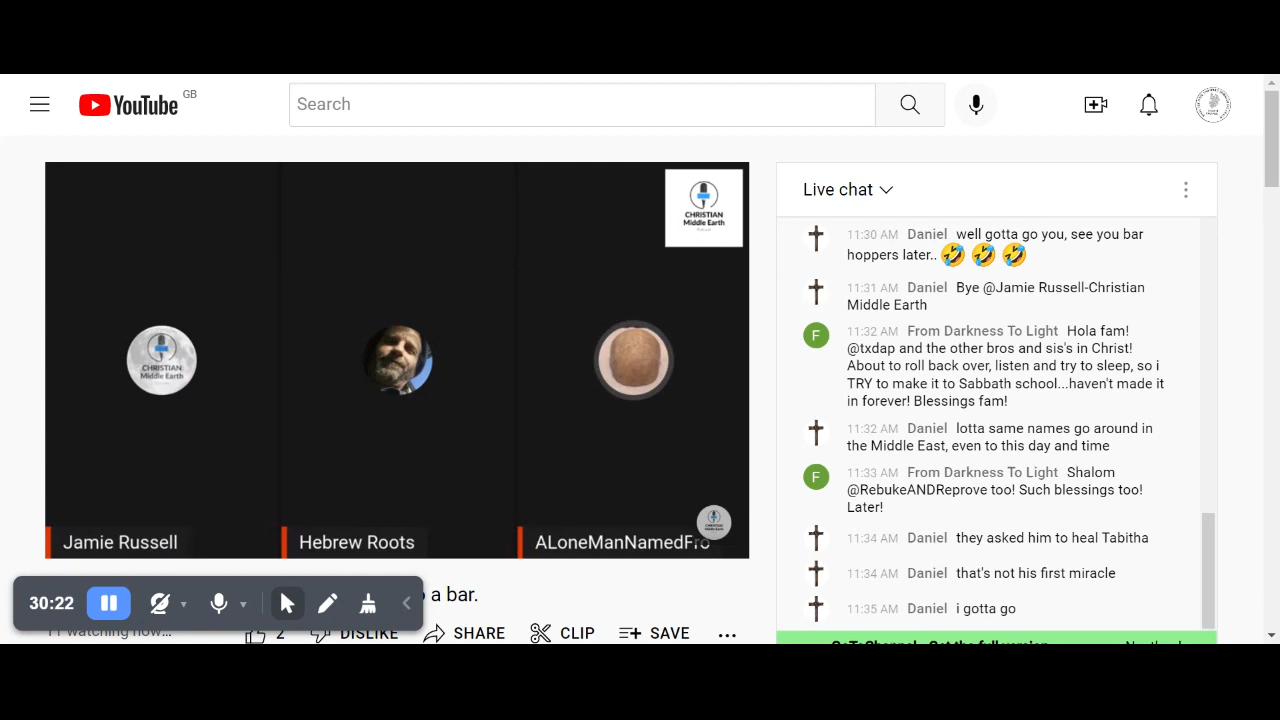 YouTube GB
Search
CHRISTIAN
Middle Earth
Podcast
CHRISTIAN
Middle Earth
Jamie Russell
Hebrew Roots
ALoneManNamedFro
30:22
a bar.
watching now...
2
DISLIKE
SHARE
CLIP
SAVE
Live chat
11:30 AM Daniel well gotta go you, see you bar
hoppers later.. 🤣 🤣 🤣
11:31 AM Daniel Bye @Jamie Russell-Christian
Middle Earth
F
11:32 AM From Darkness To Light Hola fam!
@txdap and the other bros and sis's in Christ!
About to roll back over, listen and try to sleep, so i
TRY to make it to Sabbath school...haven't made it
in forever! Blessings fam!
11:32 AM Daniel lotta same names go around in
the Middle East, even to this day and time
F
11:33 AM From Darkness To Light Shalom
@RebukeANDReprove too! Such blessings too!
Later!
11:34 AM Daniel they asked him to heal Tabitha
11:34 AM Daniel that's not his first miracle
11:35 AM Daniel i gotta go